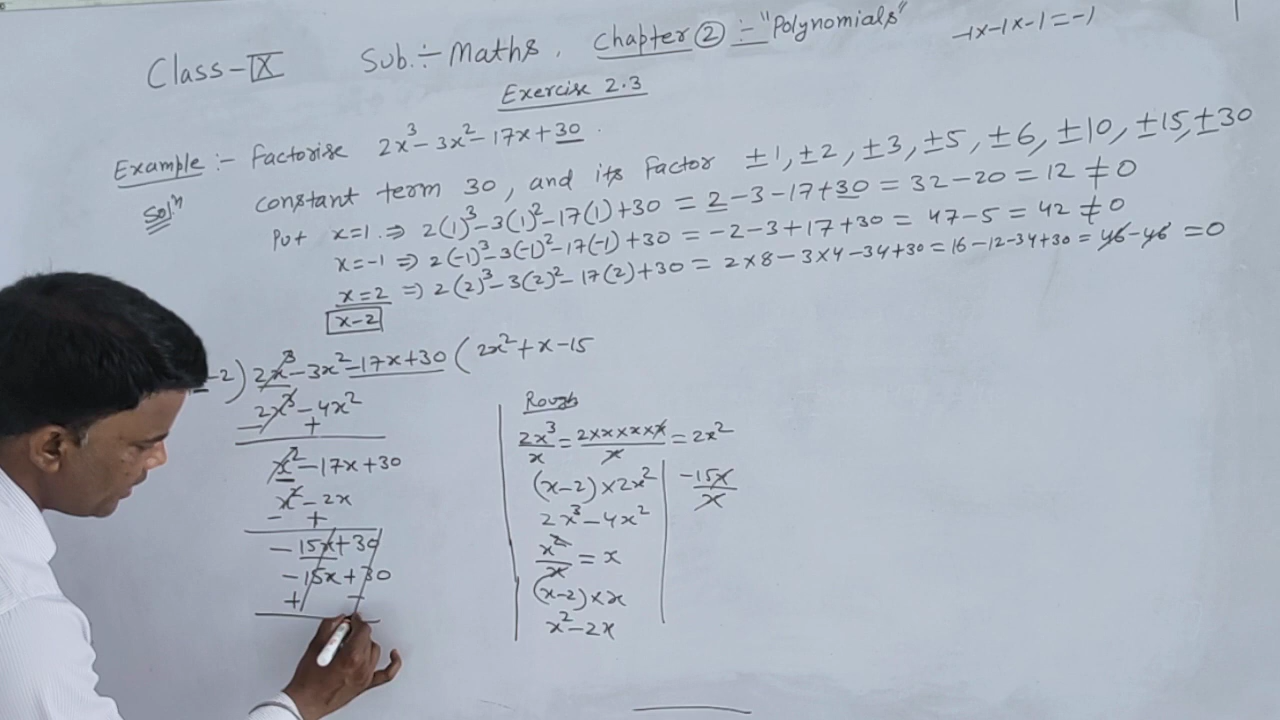 Class-IX Sub.:- Maths, Chapter ② :- "Polynomials" -1x-1x-1=-1
Exercise 2.3
Example :- Factorise 2x³-3x²-17x+30.
Solⁿ constant term 30, and its Factor ±1, ±2, ±3, ±5, ±6, ±10, ±15, ±30
Put x=1. ⇒ 2(1)³-3(1)²-17(1)+30 = 2-3-17+30 = 32-20 = 12 ≠ 0
x=-1 ⇒ 2(-1)³-3(-1)²-17(-1)+30 = -2-3+17+30 = 47-5 = 42 ≠ 0
x=2 ⇒ 2(2)³-3(2)²-17(2)+30 = 2×8-3×4-34+30 = 16-12-34+30 = 46-46 = 0
x-2
-2) 2x³-3x²-17x+30 ( 2x²+x-15
2x³-4x²
- +
x²-17x+30
x²-2x
- +
-15x+30
-15x+30
+ -
Rough
2x³/x = 2×x×x×x/x = 2x²
(x-2)×2x²
2x³-4x²
x²/x = x
(x-2)×x
x²-2x
-15x/x